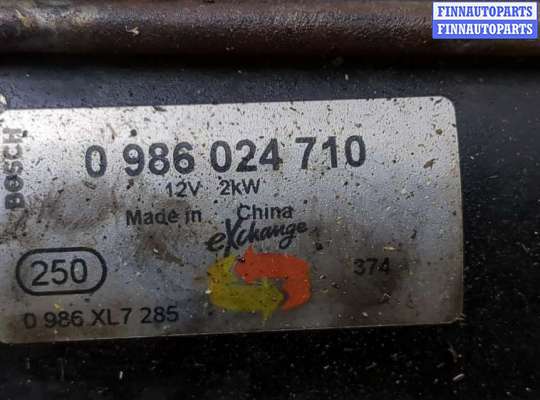 FINNAUTOPARTS
FINNAUTOPARTS
BOSCH
0 986 024 710
12V 2kW
Made in China
eXchange
250
374
0 986 XL7 285